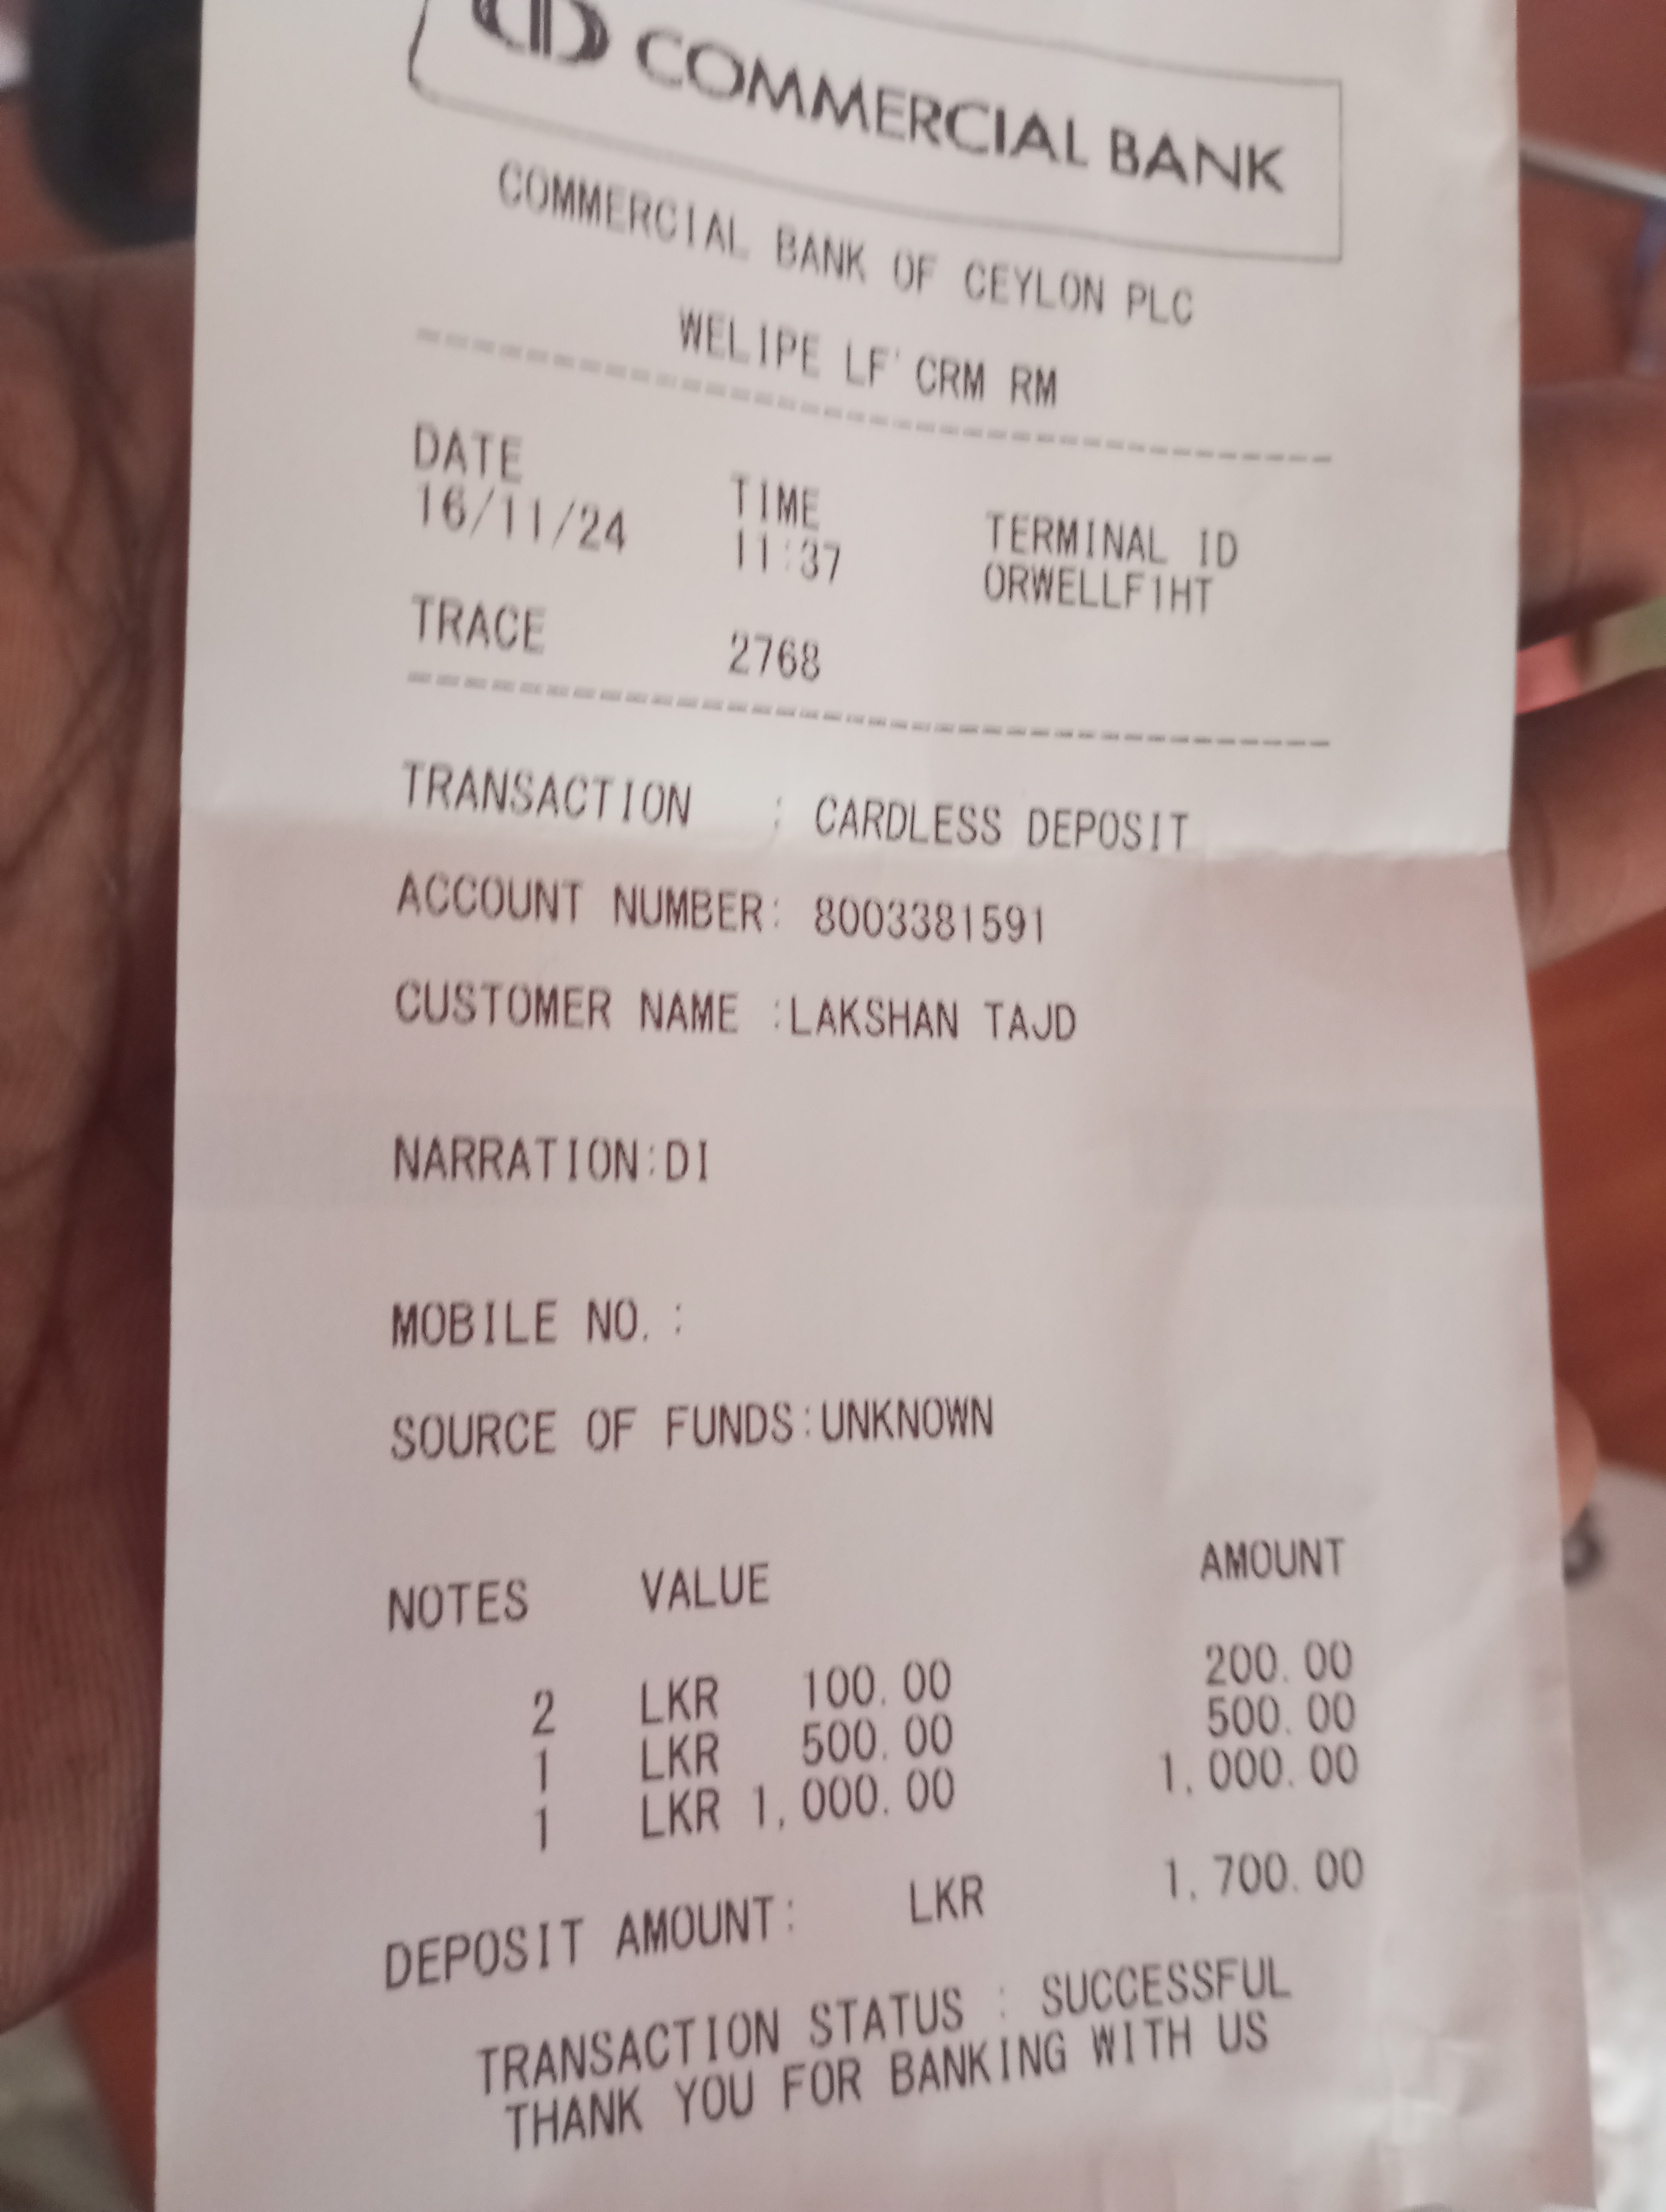 COMMERCIAL BANK
COMMERCIAL BANK OF CEYLON PLC
WELIPE LF' CRM RM
DATE TIME TERMINAL ID
16/11/24 11:37 ORWELLF1HT
TRACE 2768
TRANSACTION : CARDLESS DEPOSIT
ACCOUNT NUMBER: 8003381591
CUSTOMER NAME :LAKSHAN TAJD
NARRATION:DI
MOBILE NO. :
SOURCE OF FUNDS:UNKNOWN
NOTES VALUE AMOUNT
2 LKR 100.00 200.00
1 LKR 500.00 500.00
1 LKR 1,000.00 1,000.00
DEPOSIT AMOUNT: LKR 1,700.00
TRANSACTION STATUS : SUCCESSFUL
THANK YOU FOR BANKING WITH US